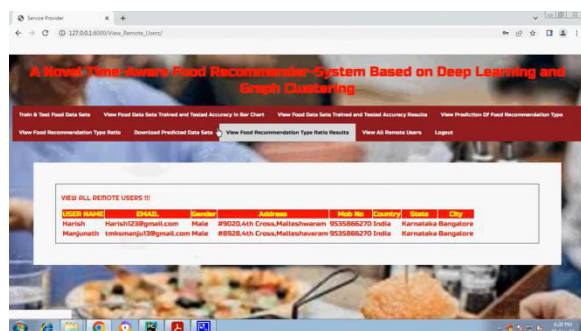 Service Provider
127.0.0.1:8000/View_Remote_Users/
A Novel Time-Aware Food Recommender-System Based on Deep Learning and
Graph Clustering
Train & Test Food Data Sets View Food Data Sets Trained and Tested Accuracy in Bar Chart View Food Data Sets Trained and Tested Accuracy Results View Prediction Of Food Recommendation Type
View Food Recommendation Type Ratio Download Predicted Data Sets View Food Recommendation Type Ratio Results View All Remote Users Logout
VIEW ALL REMOTE USERS !!!
USER NAME EMAIL Gender Address Mob No Country State City
Harish Harish123@gmail.com Male #9020,4th Cross,Malleshwaram 9535866270 India Karnataka Bangalore
Manjunath tmksmanju13@gmail.com Male #8928,4th Cross,Malleshavaram 9535866270 India Karnataka Bangalore